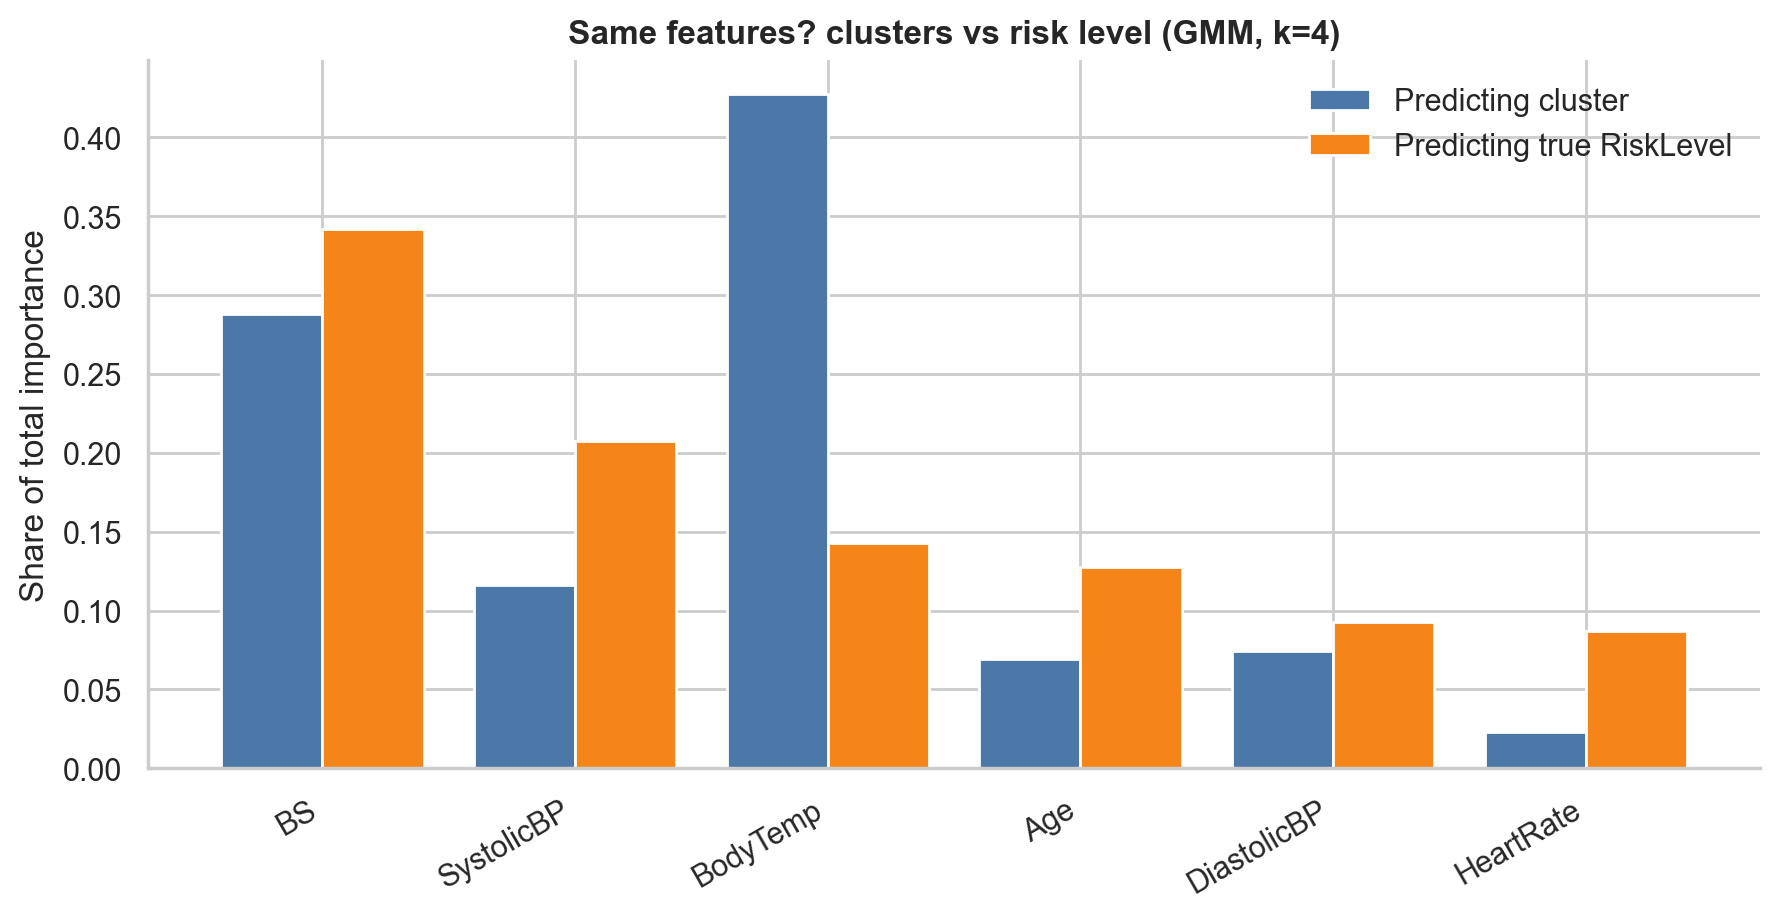 Same features? clusters vs risk level (GMM, k=4)
Predicting cluster
Predicting true RiskLevel
Share of total importance
0.40
0.35
0.30
0.25
0.20
0.15
0.10
0.05
0.00
BS
SystolicBP
BodyTemp
Age
DiastolicBP
HeartRate